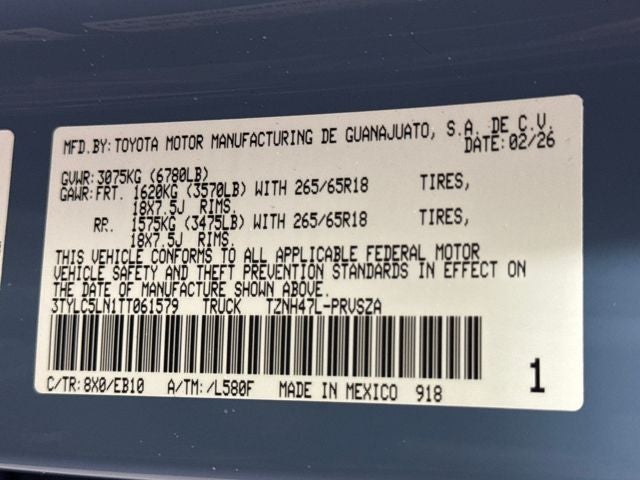 MFD.BY: TOYOTA MOTOR MANUFACTURING DE GUANAJUATO, S.A. DE C.V.
DATE: 02/26
GVWR: 3075KG (6780LB)
GAWR: FRT. 1620KG (3570LB) WITH 265/65R18 TIRES,
18X7.5J RIMS.
RR. 1575KG (3475LB) WITH 265/65R18 TIRES,
18X7.5J RIMS.
THIS VEHICLE CONFORMS TO ALL APPLICABLE FEDERAL MOTOR
VEHICLE SAFETY AND THEFT PREVENTION STANDARDS IN EFFECT ON
THE DATE OF MANUFACTURE SHOWN ABOVE.
3TYLC5LN1TT061579 TRUCK TZNH47L-PRVSZA
C/TR: 8X0/EB10 A/TM: /L580F MADE IN MEXICO 918 1